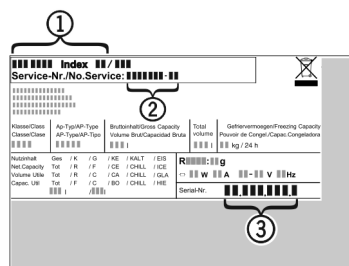 1
Index /
Service-Nr./No.Service: -
2
Klasse/Class Ap-Typ/AP-Type Bruttoinhalt/Gross Capacity Total Gefriervermoegen/Freezing Capacity
Classe/Clase AP-Type/AP-Tipo Volume Brut/Capacidad Bruta volume Pouvoir de Congel./Capac.Congeladora
l l kg / 24 h
Nutzinhalt Ges / K / G / KE / KALT / EIS
Net.Capacity Tot / R / F / CE / CHILL / ICE
Volume Utile Tot / R / C / CA / CHILL / GLA
Capac. Util Tot / F / C / BO / CHILL / HIE
l / l
R : g
W A - V Hz
Serial-Nr. . . .
3